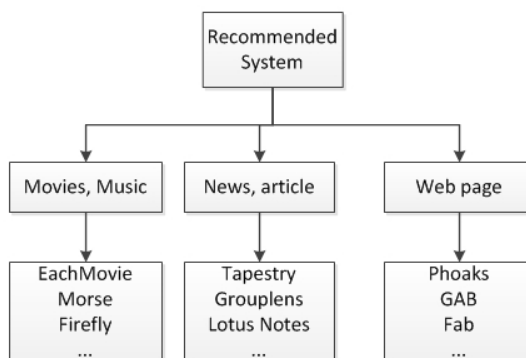 Recommended
System
Movies, Music
News, article
Web page
EachMovie
Morse
Firefly
...
Tapestry
Grouplens
Lotus Notes
...
Phoaks
GAB
Fab
...